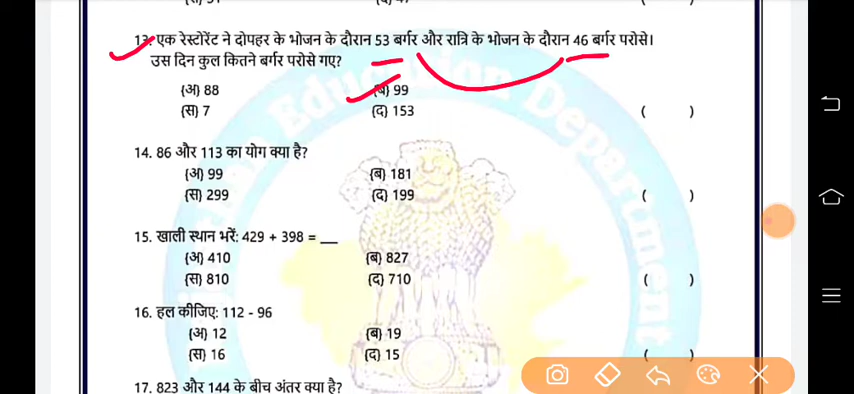 13. एक रेस्टोरेंट ने दोपहर के भोजन के दौरान 53 बर्गर और रात्रि के भोजन के दौरान 46 बर्गर परोसे।
उस दिन कुल कितने बर्गर परोसे गए?
{अ} 88 {ब} 99
{स} 7 {द} 153 ( )
14. 86 और 113 का योग क्या है?
{अ} 99 {ब} 181
{स} 299 {द} 199 ( )
15. खाली स्थान भरें: 429 + 398 = __
{अ} 410 {ब} 827
{स} 810 {द} 710 ( )
16. हल कीजिए: 112 - 96
{अ} 12 {ब} 19
{स} 16 {द} 15 ( )
17. 823 और 144 के बीच अंतर क्या है?